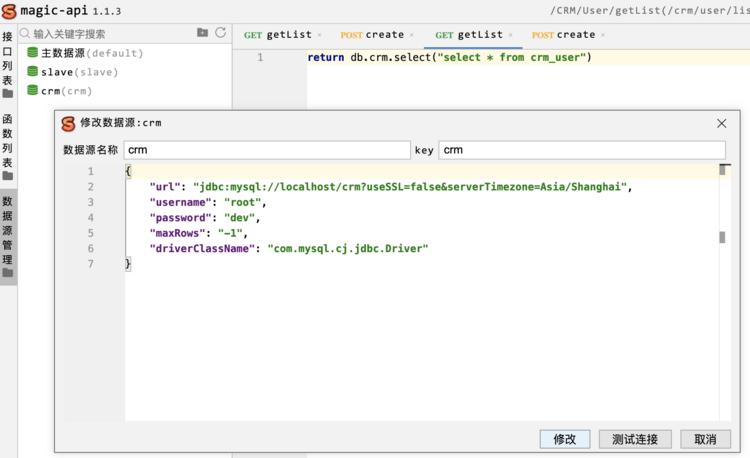 magic-api 1.1.3
/CRM/User/getList(/crm/user/lis
接口列表
函数列表
数据源管理
输入关键字搜索
主数据源(default)
slave(slave)
crm(crm)
GET getList × POST create × GET getList × POST create ×
1 return db.crm.select("select * from crm_user")
修改数据源:crm
数据源名称 crm key crm
1 {
2 "url": "jdbc:mysql://localhost/crm?useSSL=false&serverTimezone=Asia/Shanghai",
3 "username": "root",
4 "password": "dev",
5 "maxRows": "-1",
6 "driverClassName": "com.mysql.cj.jdbc.Driver"
7 }
修改 测试连接 取消